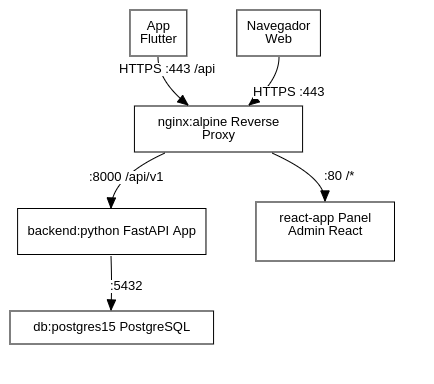 App
Flutter
Navegador
Web
HTTPS :443 /api
HTTPS :443
nginx:alpine Reverse
Proxy
:8000 /api/v1
:80 /*
backend:python FastAPI App
react-app Panel
Admin React
:5432
db:postgres15 PostgreSQL